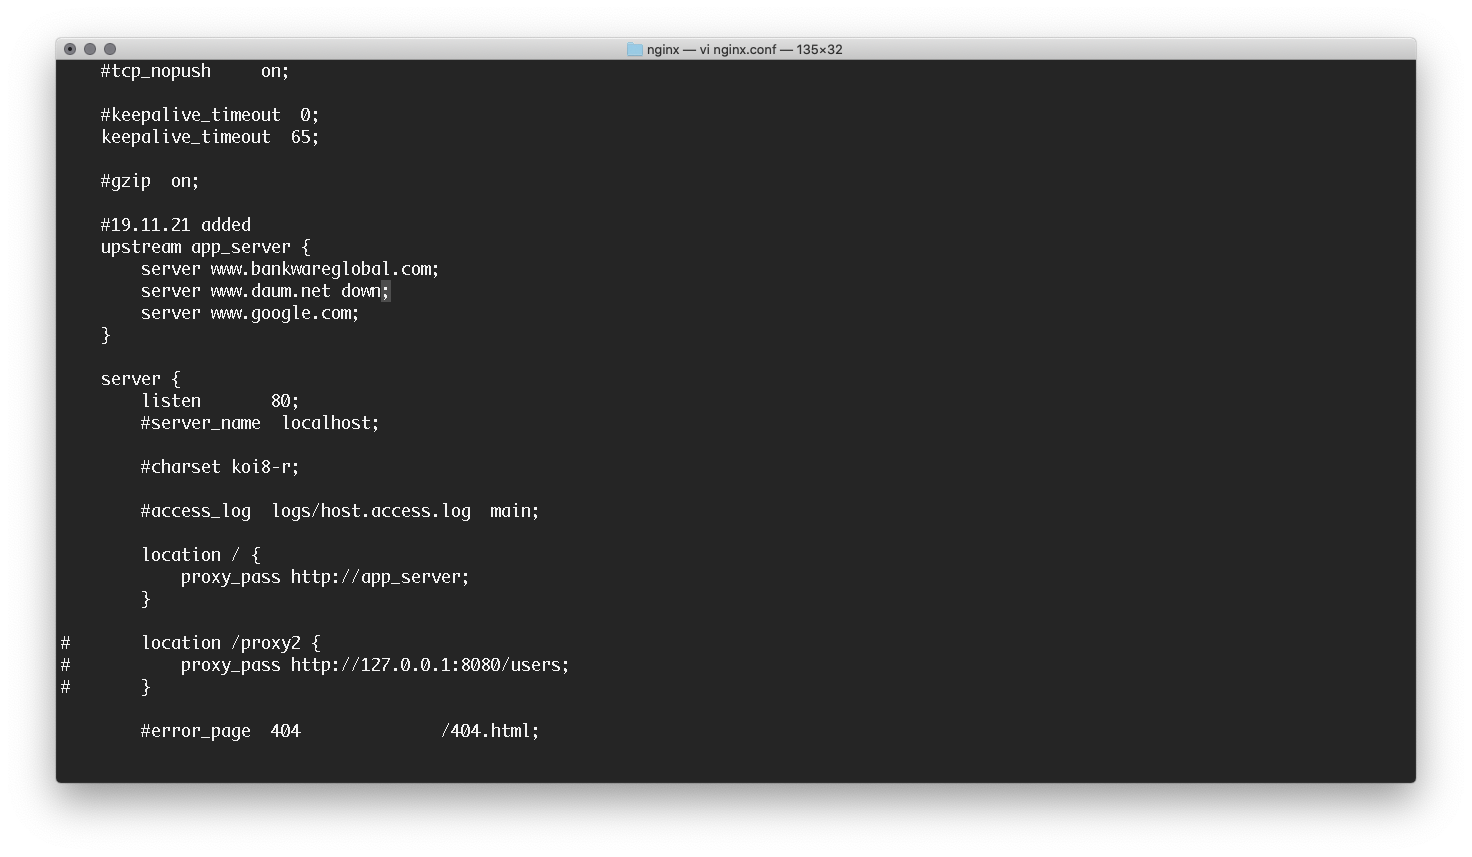 nginx — vi nginx.conf — 135×32
#tcp_nopush     on;
#keepalive_timeout  0;
keepalive_timeout  65;
#gzip  on;
#19.11.21 added
upstream app_server {
    server www.bankwareglobal.com;
    server www.daum.net down;
    server www.google.com;
}
server {
    listen       80;
    #server_name  localhost;
    #charset koi8-r;
    #access_log  logs/host.access.log  main;
    location / {
        proxy_pass http://app_server;
    }
#       location /proxy2 {
#           proxy_pass http://127.0.0.1:8080/users;
#       }
    #error_page  404              /404.html;